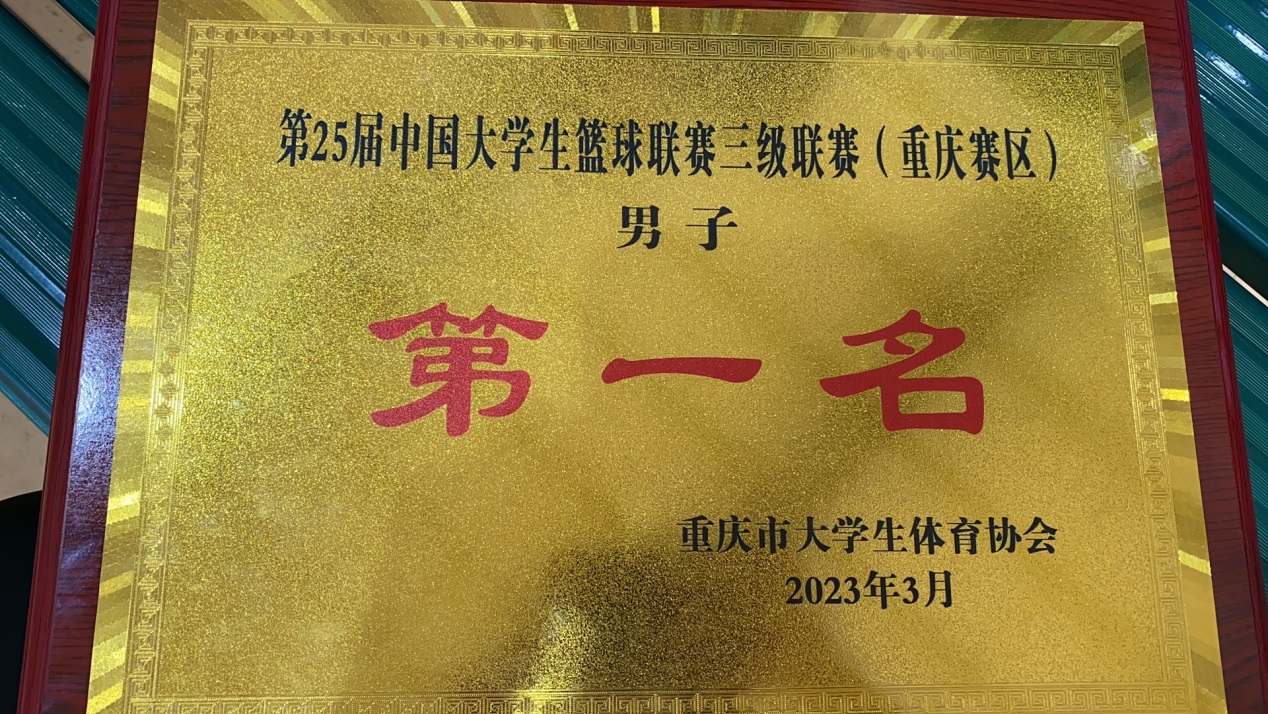 第25届中国大学生篮球联赛三级联赛（重庆赛区）
男子
第一名
重庆市大学生体育协会
2023年3月